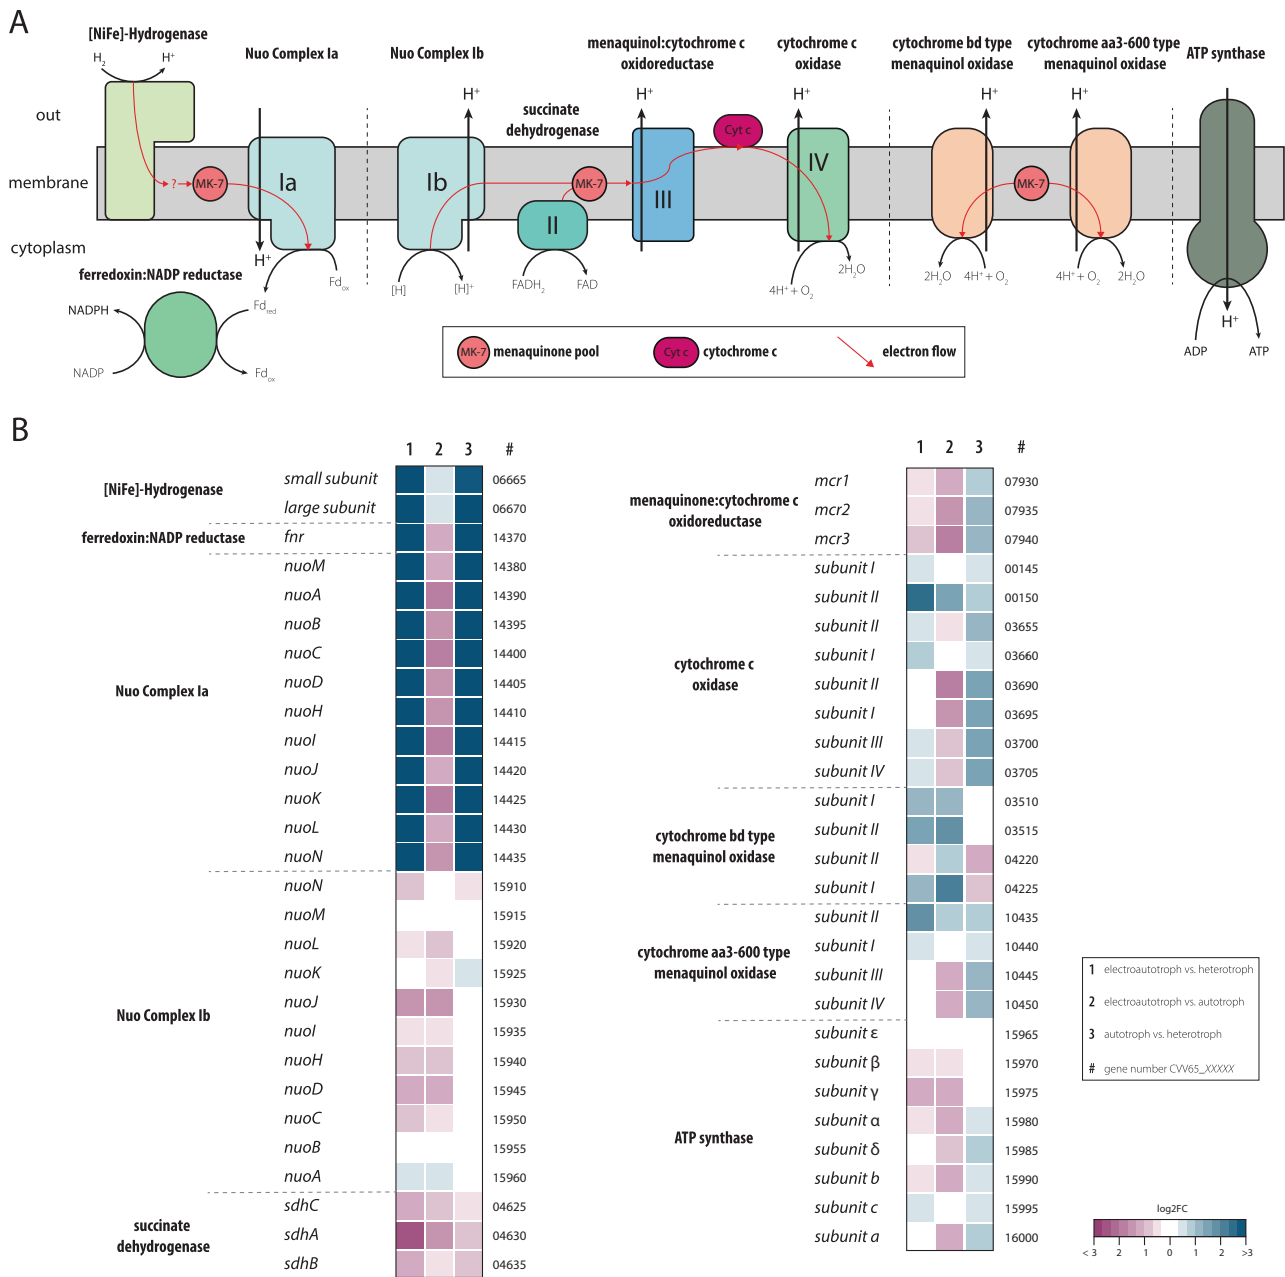 A
[NiFe]-Hydrogenase
H2
H+
Nuo Complex Ia
Nuo Complex Ib
succinate
dehydrogenase
menaquinol:cytochrome c
oxidoreductase
cytochrome c
oxidase
cytochrome bd type
menaquinol oxidase
cytochrome aa3-600 type
menaquinol oxidase
ATP synthase
H+
H+
H+
H+
H+
out
membrane
cytoplasm
?
MK-7
Ia
Ib
II
MK-7
III
Cyt c
IV
MK-7
H+
Fdox
[H]
[H]+
FADH2
FAD
4H+ + O2
2H2O
2H2O
4H+ + O2
4H+ + O2
2H2O
H+
ADP
ATP
ferredoxin:NADP reductase
NADPH
Fdred
NADP
Fdox
MK-7
menaquinone pool
Cyt c
cytochrome c
electron flow
B
1 2 3 #
[NiFe]-Hydrogenase
small subunit 06665
large subunit 06670
ferredoxin:NADP reductase
fnr 14370
Nuo Complex Ia
nuoM 14380
nuoA 14390
nuoB 14395
nuoC 14400
nuoD 14405
nuoH 14410
nuoI 14415
nuoJ 14420
nuoK 14425
nuoL 14430
nuoN 14435
Nuo Complex Ib
nuoN 15910
nuoM 15915
nuoL 15920
nuoK 15925
nuoJ 15930
nuoI 15935
nuoH 15940
nuoD 15945
nuoC 15950
nuoB 15955
nuoA 15960
succinate
dehydrogenase
sdhC 04625
sdhA 04630
sdhB 04635
1 2 3 #
menaquinone:cytochrome c
oxidoreductase
mcr1 07930
mcr2 07935
mcr3 07940
cytochrome c
oxidase
subunit I 00145
subunit II 00150
subunit II 03655
subunit I 03660
subunit II 03690
subunit I 03695
subunit III 03700
subunit IV 03705
cytochrome bd type
menaquinol oxidase
subunit I 03510
subunit II 03515
subunit II 04220
subunit I 04225
cytochrome aa3-600 type
menaquinol oxidase
subunit II 10435
subunit I 10440
subunit III 10445
subunit IV 10450
ATP synthase
subunit ε 15965
subunit β 15970
subunit γ 15975
subunit α 15980
subunit δ 15985
subunit b 15990
subunit c 15995
subunit a 16000
1 electroautotroph vs. heterotroph
2 electroautotroph vs. autotroph
3 autotroph vs. heterotroph
# gene number CVV65_XXXXX
log2FC
< 3 2 1 0 1 2 >3